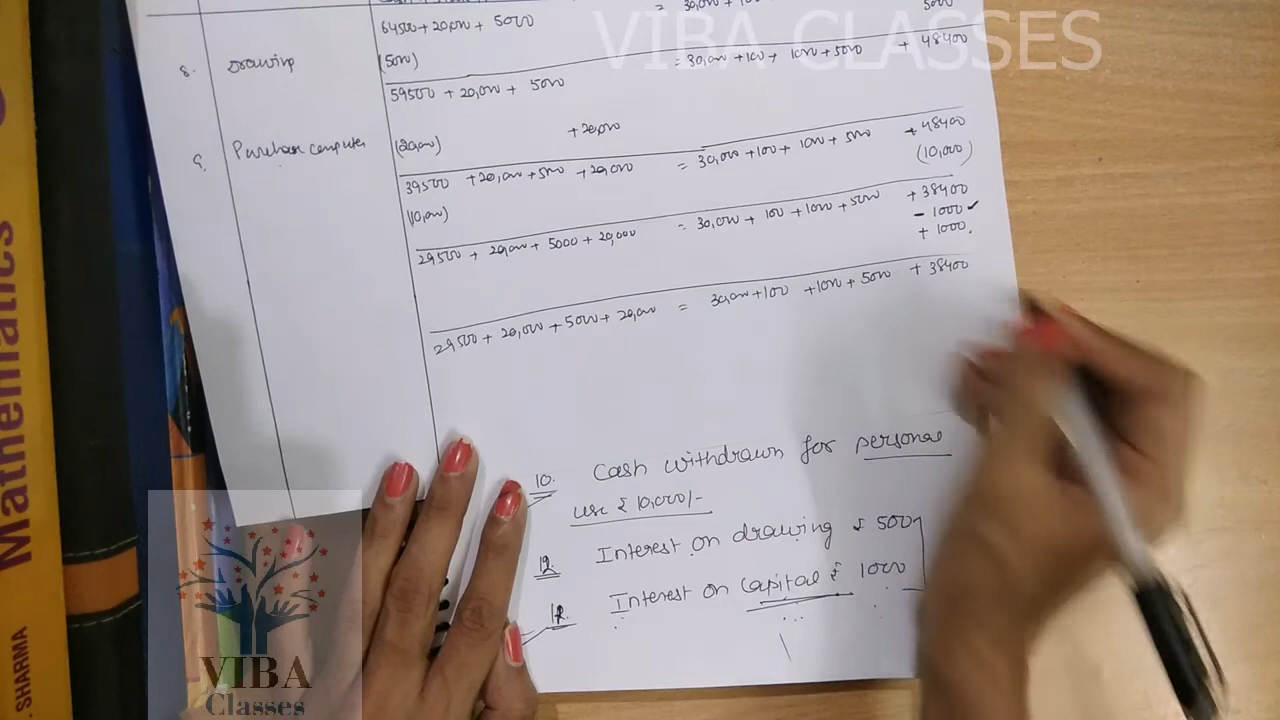 VIBA CLASSES
64500 + 20,000 + 5000 = 30,000 + 5000
8. Drawing (5000) = 30,000 + 100 + 1000 + 5000 + 48400
59500 + 20,000 + 5000
9. Purchase computer (20,000) + 20,000 + 48400
39500 + 20,000 + 5000 + 20,000 = 30,000 + 100 + 1000 + 5000 (10,000)
(10,000) + 38400
29500 + 20,000 + 5000 + 20,000 = 30,000 + 100 + 1000 + 5000 - 1000
+ 1000.
29500 + 20,000 + 5000 + 20,000 = 30,000 + 100 + 1000 + 5000 + 38400
10. Cash withdrawn for personal
use ₹ 10,000/-
Interest on drawing ₹ 500
Interest on capital ₹ 1000
Mathematics
. SHARMA
VIBA
Classes